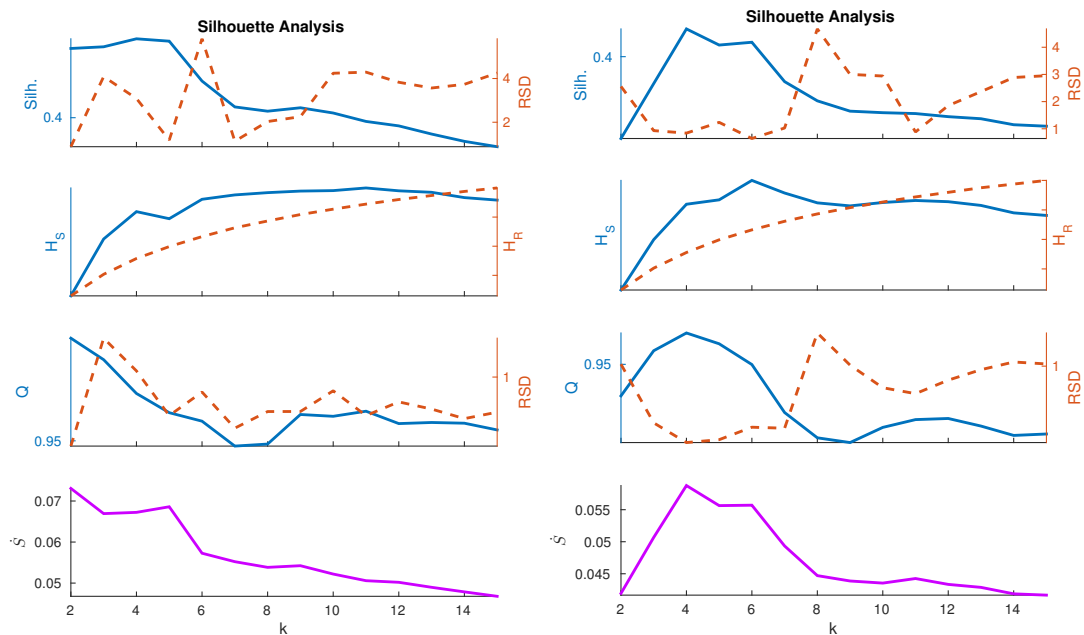 Silhouette Analysis
Silh.
0.4
4
2
RSD
H_S
H_R
Q
0.95
1
RSD
Ṡ
0.07
0.06
0.05
2 4 6 8 10 12 14
k
Silhouette Analysis
Silh.
0.4
4
3
2
1
RSD
H_S
H_R
Q
0.95
1
RSD
Ṡ
0.055
0.05
0.045
2 4 6 8 10 12 14
k